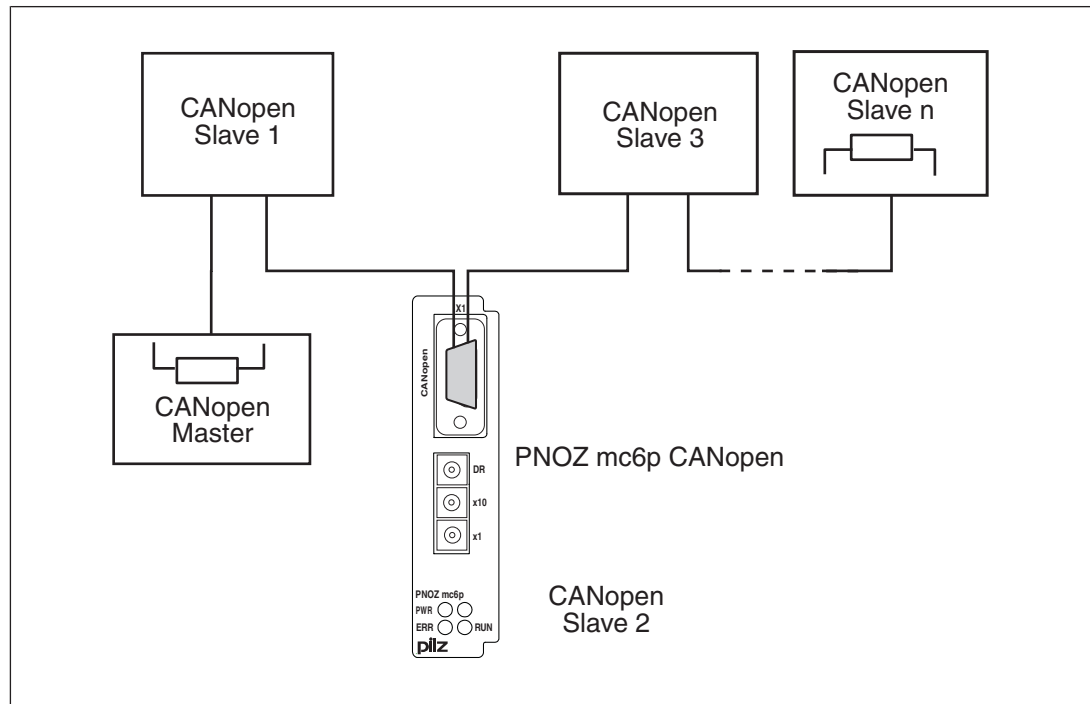 CANopen
Slave 1
CANopen
Slave 3
CANopen
Slave n
CANopen
Master
X1
CANopen
PNOZ mc6p CANopen
DR
x10
x1
PNOZ mc6p
PWR
ERR RUN
pilz
CANopen
Slave 2